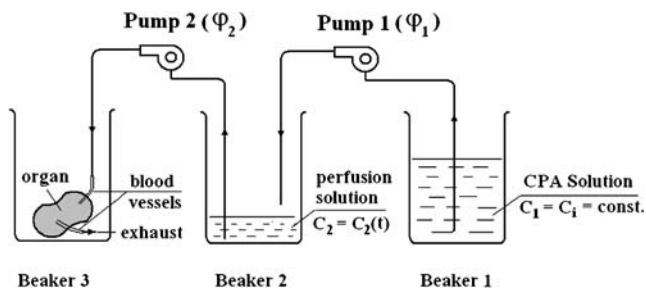 Pump 2 (φ₂)
Pump 1 (φ₁)
organ
blood
vessels
exhaust
perfusion
solution
C₂ = C₂(t)
CPA Solution
C₁ = Cᵢ = const.
Beaker 3
Beaker 2
Beaker 1